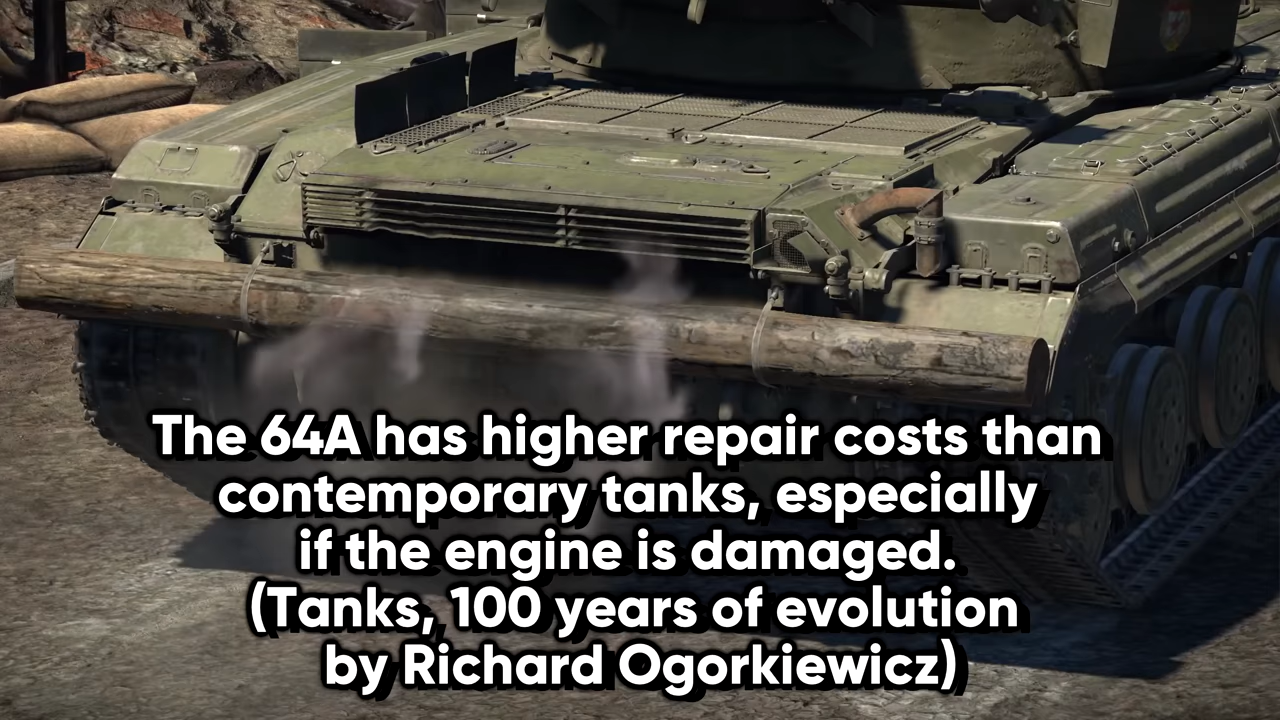 The 64A has higher repair costs than
contemporary tanks, especially
if the engine is damaged.
(Tanks, 100 years of evolution
by Richard Ogorkiewicz)